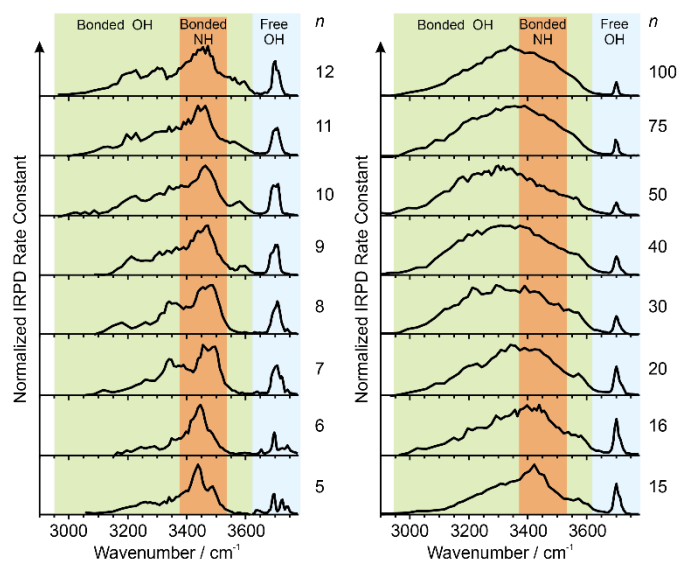 Bonded OH
Bonded
NH
Free
OH
n
12
11
10
9
8
7
6
5
Normalized IRPD Rate Constant
3000 3200 3400 3600
Wavenumber / cm-1
Bonded OH
Bonded
NH
Free
OH
n
100
75
50
40
30
20
16
15
Normalized IRPD Rate Constant
3000 3200 3400 3600
Wavenumber / cm-1